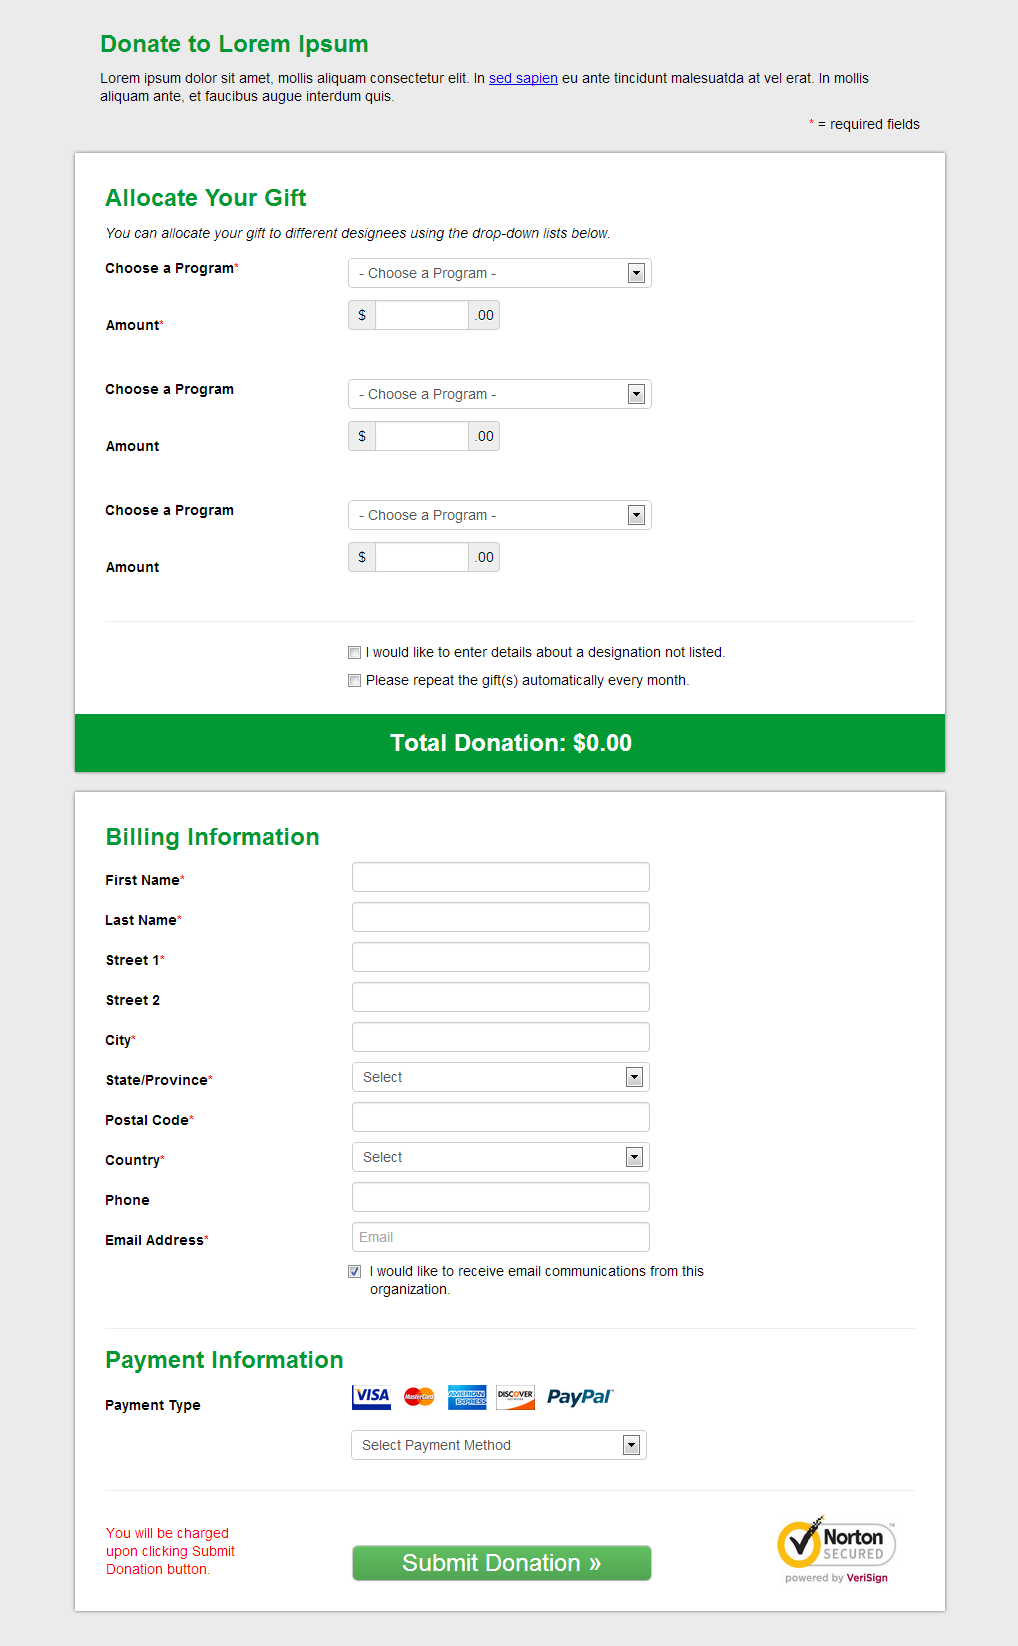 Donate to Lorem Ipsum
Lorem ipsum dolor sit amet, mollis aliquam consectetur elit. In sed sapien eu ante tincidunt malesuatda at vel erat. In mollis
aliquam ante, et faucibus augue interdum quis.
* = required fields
Allocate Your Gift
You can allocate your gift to different designees using the drop-down lists below.
Choose a Program* - Choose a Program -
Amount* $ .00
Choose a Program - Choose a Program -
Amount $ .00
Choose a Program - Choose a Program -
Amount $ .00
I would like to enter details about a designation not listed.
Please repeat the gift(s) automatically every month.
Total Donation: $0.00
Billing Information
First Name*
Last Name*
Street 1*
Street 2
City*
State/Province* Select
Postal Code*
Country* Select
Phone
Email Address* Email
I would like to receive email communications from this
organization.
Payment Information
Payment Type VISA MasterCard AMERICAN EXPRESS DISCOVER NETWORK PayPal™
Select Payment Method
You will be charged
upon clicking Submit
Donation button.
Submit Donation »
Norton™
SECURED
powered by VeriSign